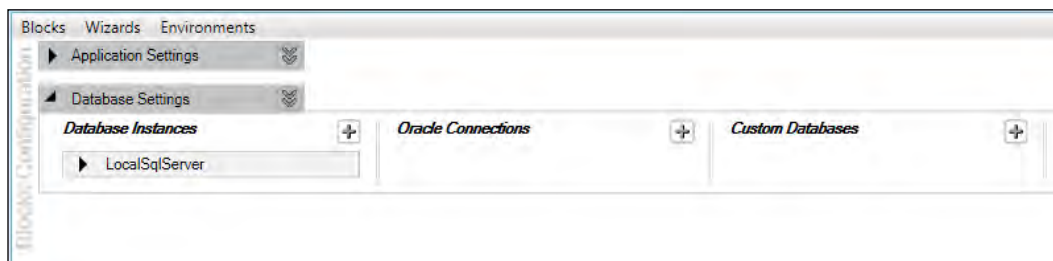 Blocks Wizards Environments
Application Settings
Database Settings
Database Instances Oracle Connections Custom Databases
LocalSqlServer
Blocks Configuration